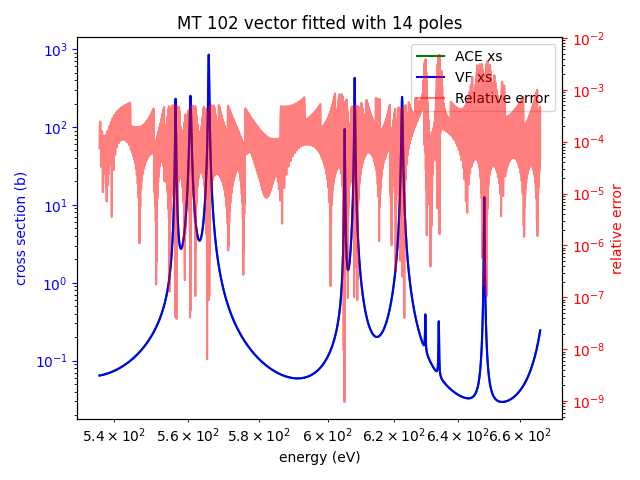 MT 102 vector fitted with 14 poles
ACE xs
VF xs
Relative error
cross section (b)
10³
10²
10¹
10⁰
10⁻¹
relative error
10⁻²
10⁻³
10⁻⁴
10⁻⁵
10⁻⁶
10⁻⁷
10⁻⁸
10⁻⁹
5.4 × 10² 5.6 × 10² 5.8 × 10² 6 × 10² 6.2 × 10² 6.4 × 10² 6.6 × 10²
energy (eV)